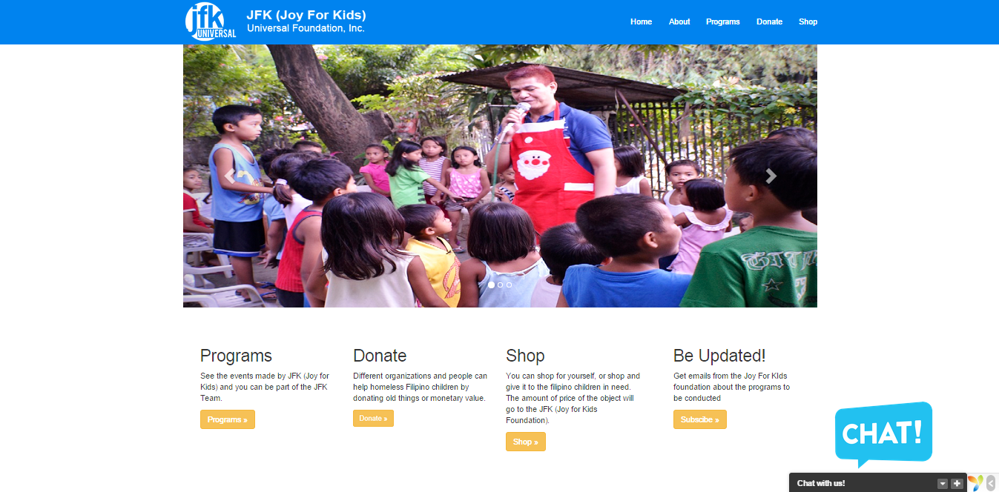 jfk
UNIVERSAL
JFK (Joy For Kids)
Universal Foundation, Inc.
Home
About
Programs
Donate
Shop
Programs
See the events made by JFK (Joy for
Kids) and you can be part of the JFK
Team.
Programs »
Donate
Different organizations and people can
help homeless Filipino children by
donating old things or monetary value.
Donate »
Shop
You can shop for yourself, or shop and
give it to the filipino children in need.
The amount of price of the object will
go to the JFK (Joy for Kids
Foundation).
Shop »
Be Updated!
Get emails from the Joy For KIds
foundation about the programs to
be conducted
Subscibe »
CHAT!
Chat with us!